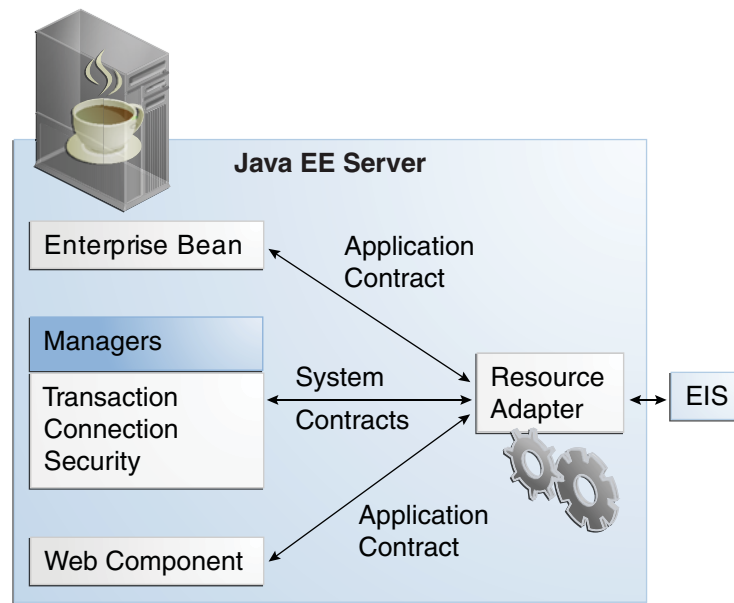 Java EE Server
Enterprise Bean
Application
Contract
Managers
Transaction
Connection
Security
System
Contracts
Resource
Adapter
EIS
Application
Contract
Web Component